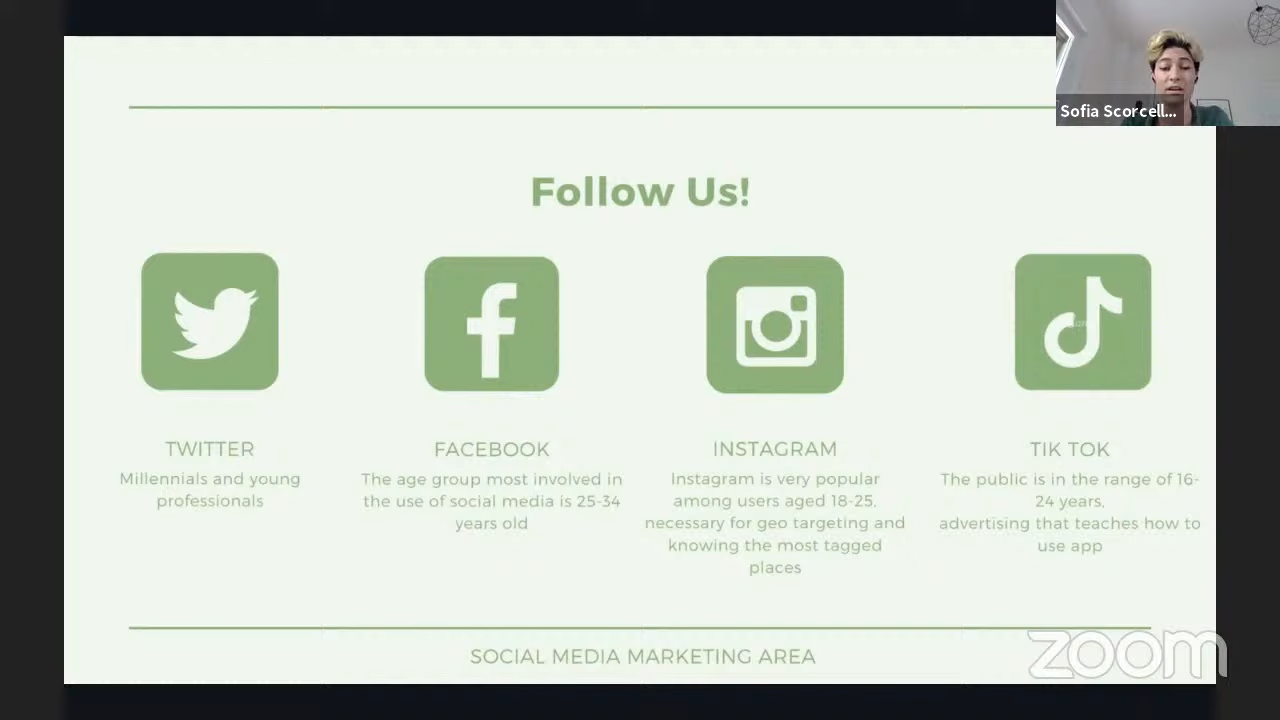 Sofia Scorcell...
Follow Us!
TWITTER
Millennials and young
professionals
FACEBOOK
The age group most involved in
the use of social media is 25-34
years old
INSTAGRAM
Instagram is very popular
among users aged 18-25,
necessary for geo targeting and
knowing the most tagged
places
TIK TOK
The public is in the range of 16-
24 years,
advertising that teaches how to
use app
SOCIAL MEDIA MARKETING AREA
zoom